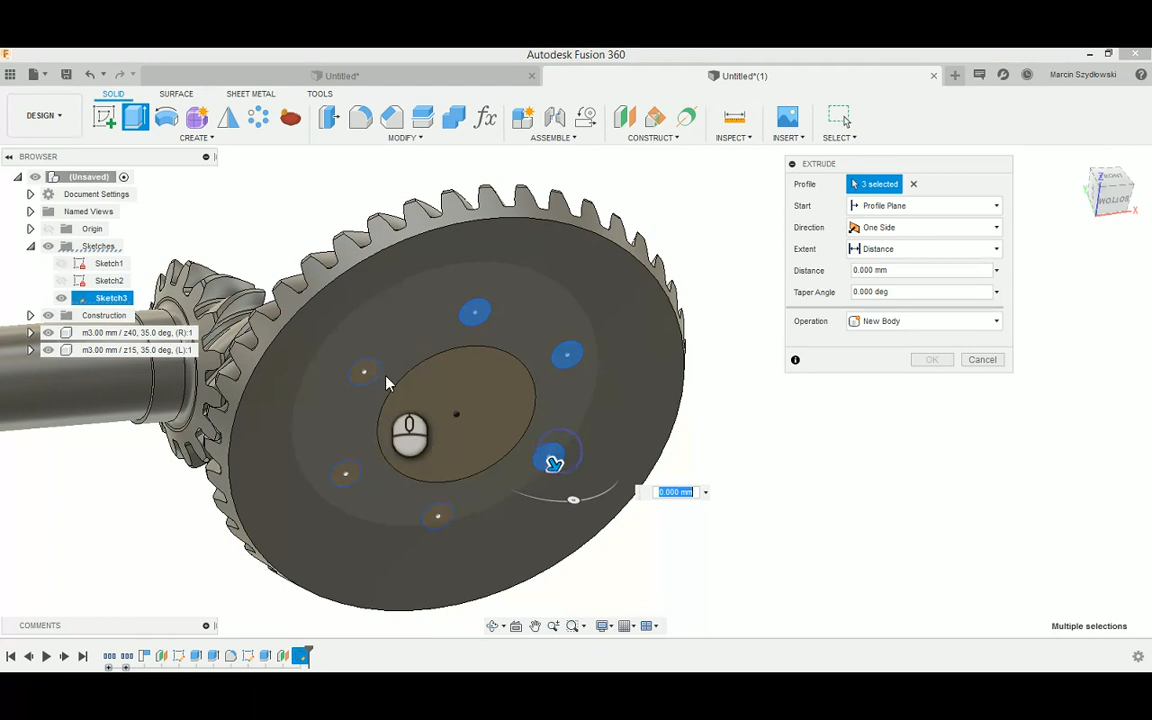 Autodesk Fusion 360
Untitled*
Untitled*(1)
Marcin Szydłowski
DESIGN
SOLID
SURFACE
SHEET METAL
TOOLS
CREATE
MODIFY
ASSEMBLE
CONSTRUCT
INSPECT
INSERT
SELECT
BROWSER
(Unsaved)
Document Settings
Named Views
Origin
Sketches
Sketch1
Sketch2
Sketch3
Construction
m3.00 mm / z40, 35.0 deg, (R):1
m3.00 mm / z15, 35.0 deg, (L):1
EXTRUDE
Profile 3 selected
Start Profile Plane
Direction One Side
Extent Distance
Distance 0.000 mm
Taper Angle 0.000 deg
Operation New Body
OK Cancel
Z
BOTTOM
X
0.000 mm
COMMENTS
Multiple selections